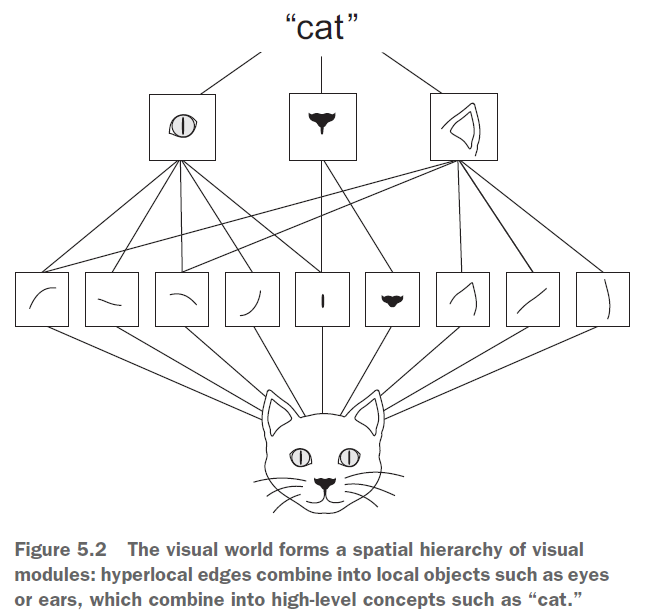 “cat”
Figure 5.2 The visual world forms a spatial hierarchy of visual
modules: hyperlocal edges combine into local objects such as eyes
or ears, which combine into high-level concepts such as “cat.”